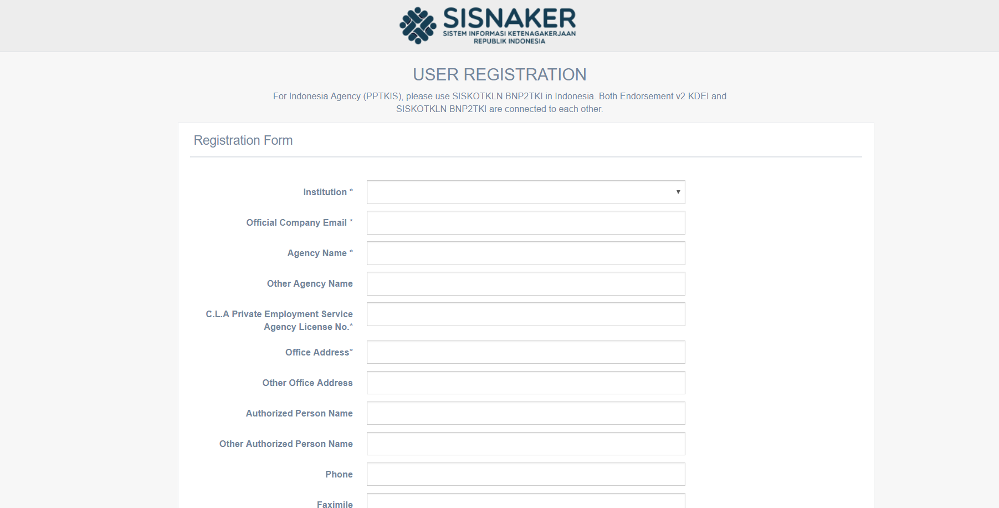 SISNAKER
SISTEM INFORMASI KETENAGAKERJAAN
REPUBLIK INDONESIA
USER REGISTRATION
For Indonesia Agency (PPTKIS), please use SISKOTKLN BNP2TKI in Indonesia. Both Endorsement v2 KDEI and
SISKOTKLN BNP2TKI are connected to each other.
Registration Form
Institution *
Official Company Email *
Agency Name *
Other Agency Name
C.L.A Private Employment Service
Agency License No.*
Office Address*
Other Office Address
Authorized Person Name
Other Authorized Person Name
Phone
Faximile